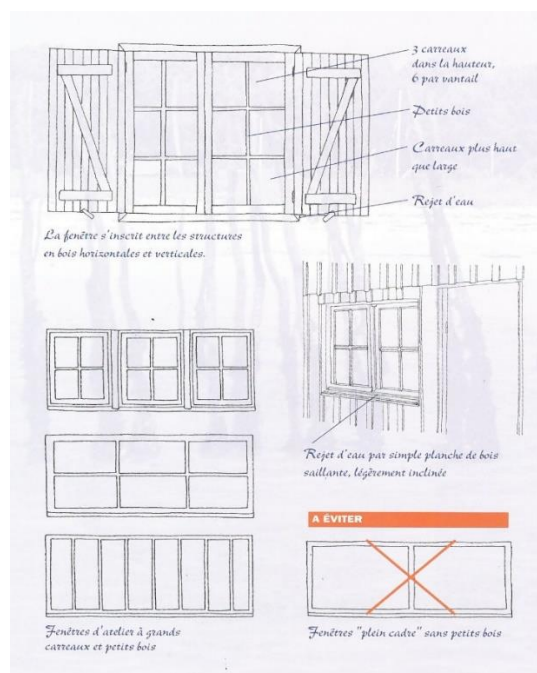 3 carreaux
dans la hauteur,
6 par vantail
Petits bois
Carreaux plus haut
que large
Rejet d'eau
La fenêtre s'inscrit entre les structures
en bois horizontales et verticales.
Rejet d'eau par simple planche de bois
saillante, légèrement inclinée
A ÉVITER
Fenêtres d'atelier à grands
carreaux et petits bois
Fenêtres "plein cadre" sans petits bois